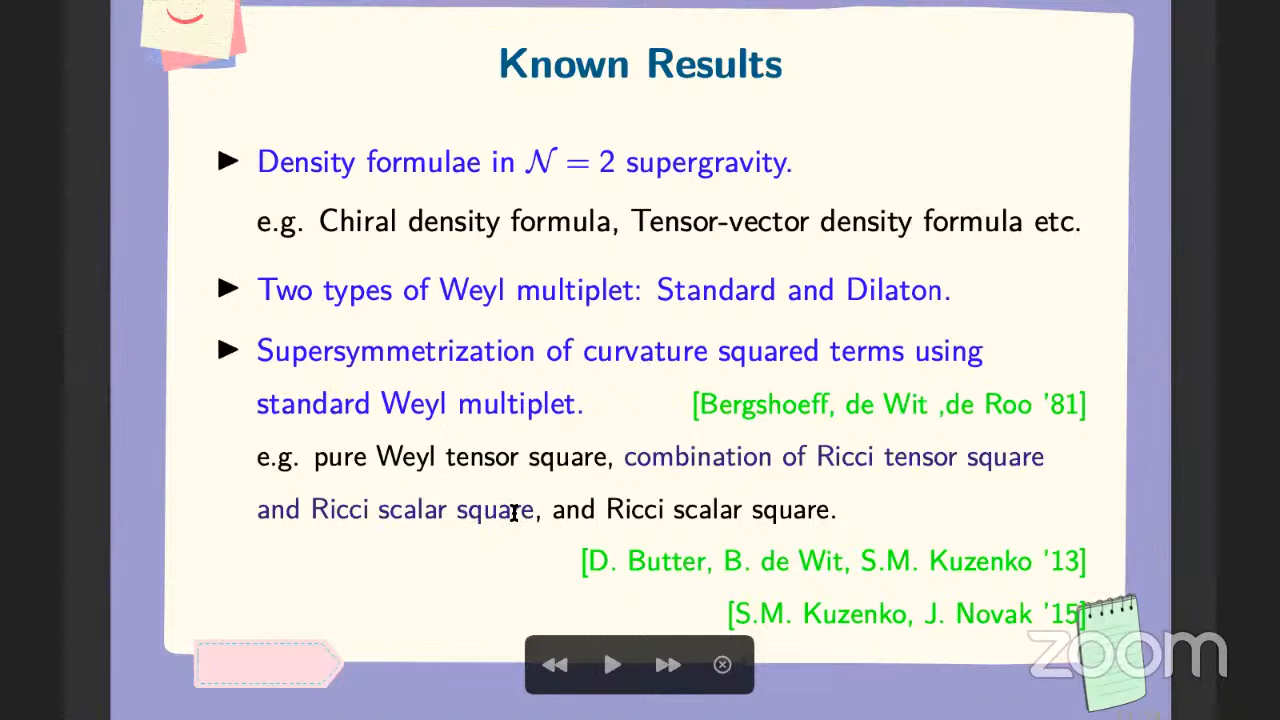 Known Results
▶ Density formulae in 𝒩 = 2 supergravity.
e.g. Chiral density formula, Tensor-vector density formula etc.
▶ Two types of Weyl multiplet: Standard and Dilaton.
▶ Supersymmetrization of curvature squared terms using
standard Weyl multiplet. [Bergshoeff, de Wit ,de Roo '81]
e.g. pure Weyl tensor square, combination of Ricci tensor square
and Ricci scalar square, and Ricci scalar square.
[D. Butter, B. de Wit, S.M. Kuzenko '13]
[S.M. Kuzenko, J. Novak '15]
zoom